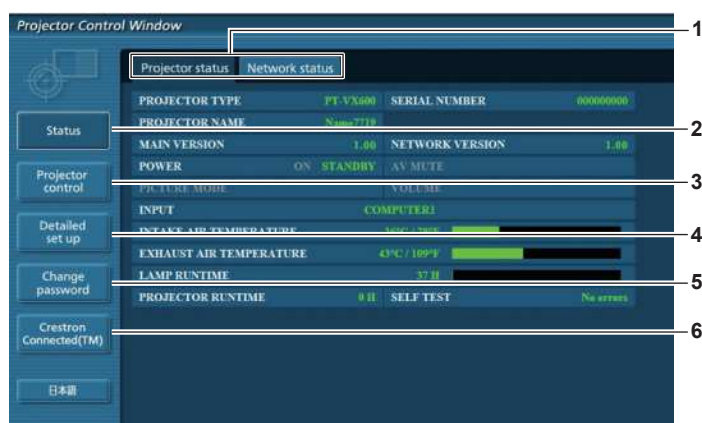 Projector Control Window
1
Projector status Network status
PROJECTOR TYPE PT-VX600 SERIAL NUMBER 000000000
Status
PROJECTOR NAME Name7719
2
MAIN VERSION 1.00 NETWORK VERSION 1.00
POWER ON STANDBY AV MUTE
Projector control
3
PICTURE MODE VOLUME
INPUT COMPUTER1
Detailed set up
INTAKE AIR TEMPERATURE
4
EXHAUST AIR TEMPERATURE 43°C / 109°F
Change password
LAMP RUNTIME 37 H
5
PROJECTOR RUNTIME 0 H SELF TEST No errors
Crestron Connected(TM)
6
日本語